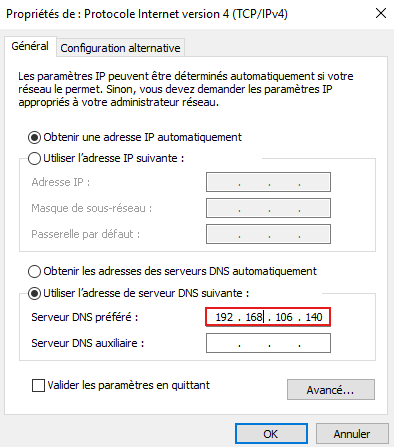 Propriétés de : Protocole Internet version 4 (TCP/IPv4)
Général
Configuration alternative
Les paramètres IP peuvent être déterminés automatiquement si votre
réseau le permet. Sinon, vous devez demander les paramètres IP
appropriés à votre administrateur réseau.
Obtenir une adresse IP automatiquement
Utiliser l'adresse IP suivante :
Adresse IP :
Masque de sous-réseau :
Passerelle par défaut :
Obtenir les adresses des serveurs DNS automatiquement
Utiliser l'adresse de serveur DNS suivante :
Serveur DNS préféré : 192 . 168 . 106 . 140
Serveur DNS auxiliaire :
Valider les paramètres en quittant
Avancé...
OK Annuler